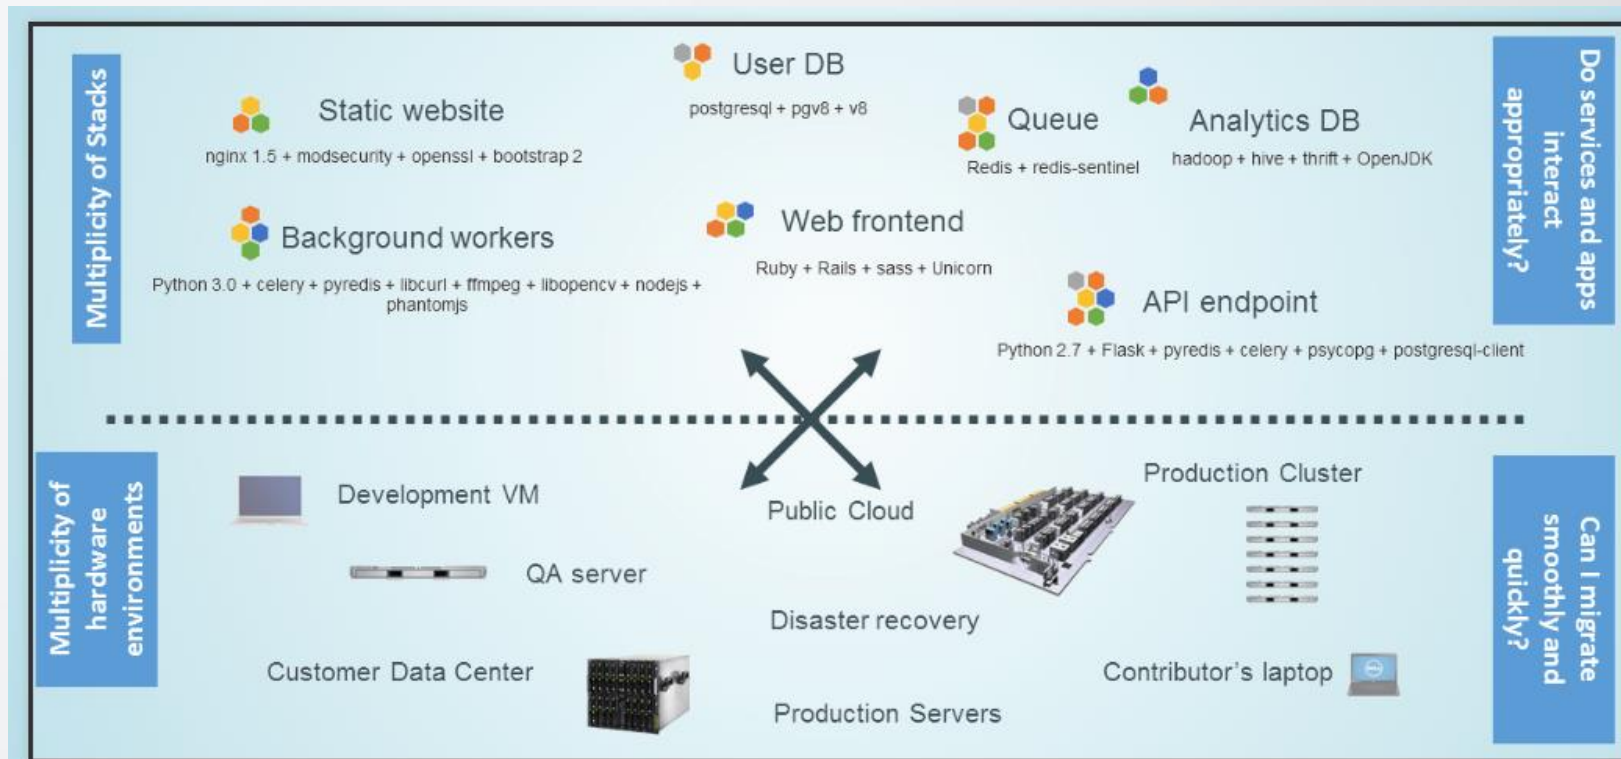 Multiplicity of Stacks
Static website
nginx 1.5 + modsecurity + openssl + bootstrap 2
User DB
postgresql + pgv8 + v8
Queue
Redis + redis-sentinel
Analytics DB
hadoop + hive + thrift + OpenJDK
Do services and apps
interact
appropriately?
Background workers
Python 3.0 + celery + pyredis + libcurl + ffmpeg + libopencv + nodejs +
phantomjs
Web frontend
Ruby + Rails + sass + Unicorn
API endpoint
Python 2.7 + Flask + pyredis + celery + psycopg + postgresql-client
Multiplicity of
hardware
environments
Development VM
QA server
Customer Data Center
Public Cloud
Disaster recovery
Production Servers
Production Cluster
Contributor's laptop
DELL
Can I migrate
smoothly and
quickly?